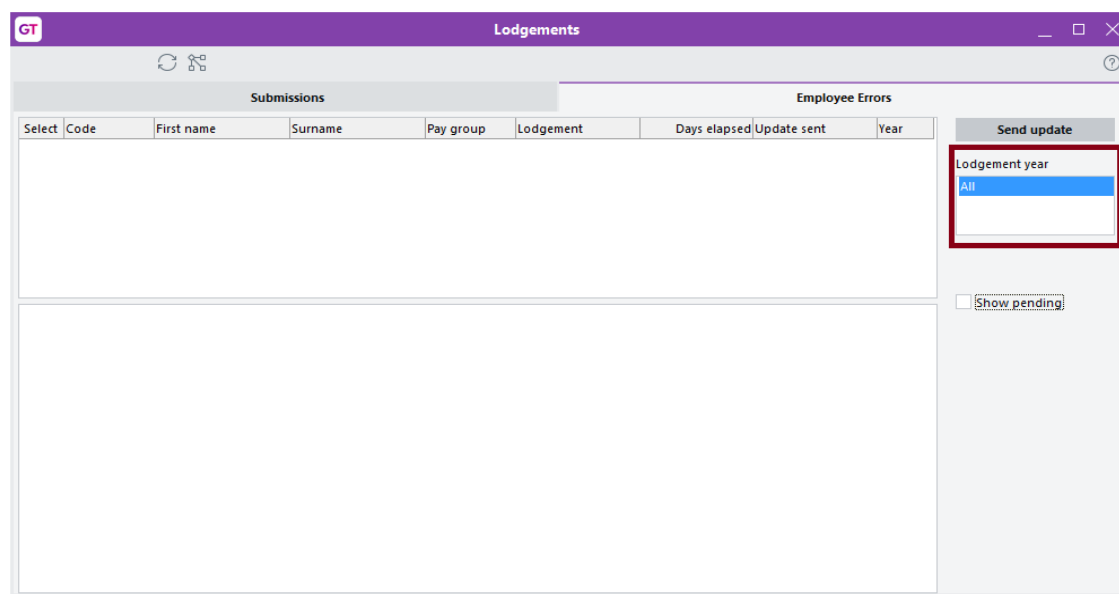 GT Lodgements
Submissions Employee Errors
Select Code First name Surname Pay group Lodgement Days elapsed Update sent Year
Send update
Lodgement year
All
Show pending